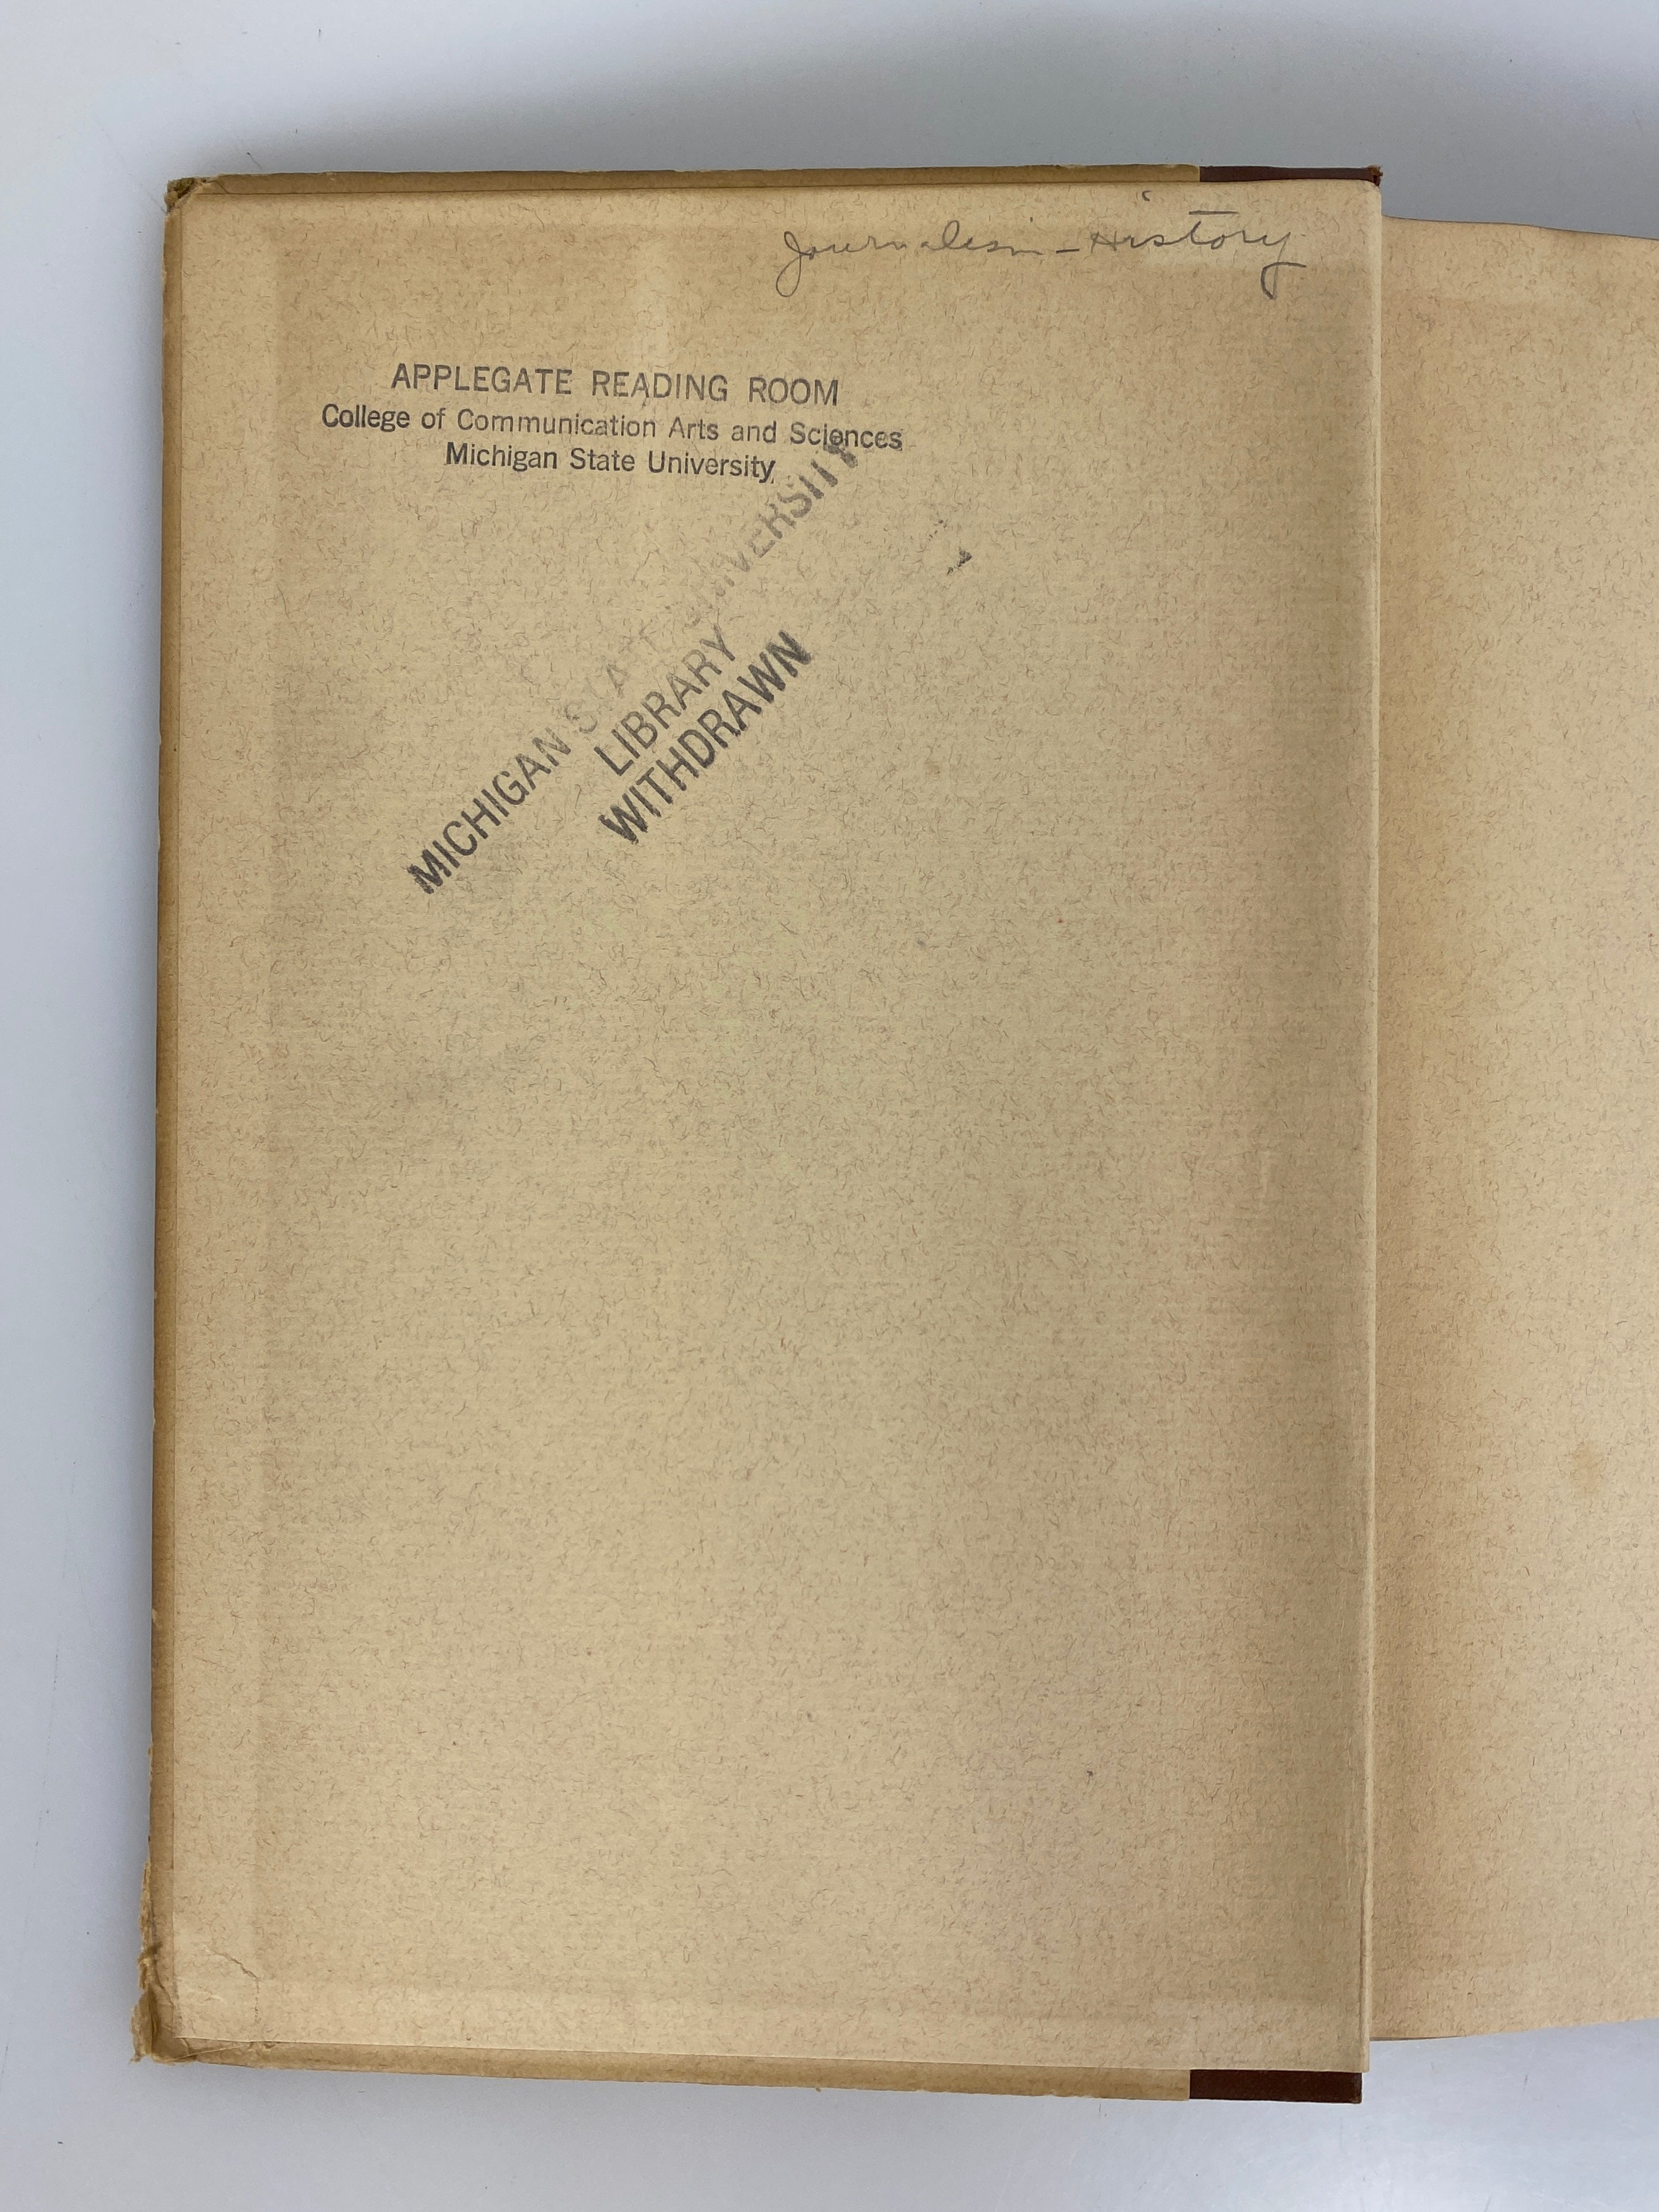 Journalism - History
APPLEGATE READING ROOM
College of Communication Arts and Sciences
Michigan State University
MICHIGAN STATE UNIVERSITY
LIBRARY
WITHDRAWN